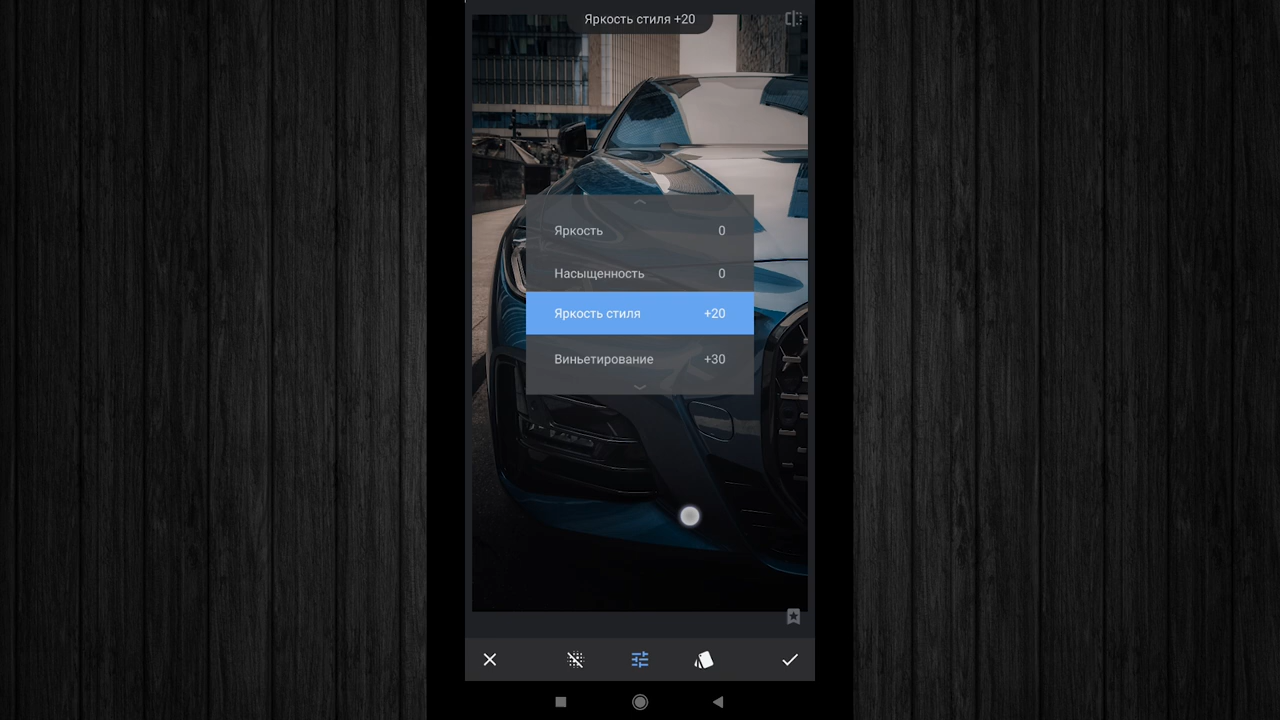 Яркость стиля +20
Яркость 0
Насыщенность 0
Яркость стиля +20
Виньетирование +30